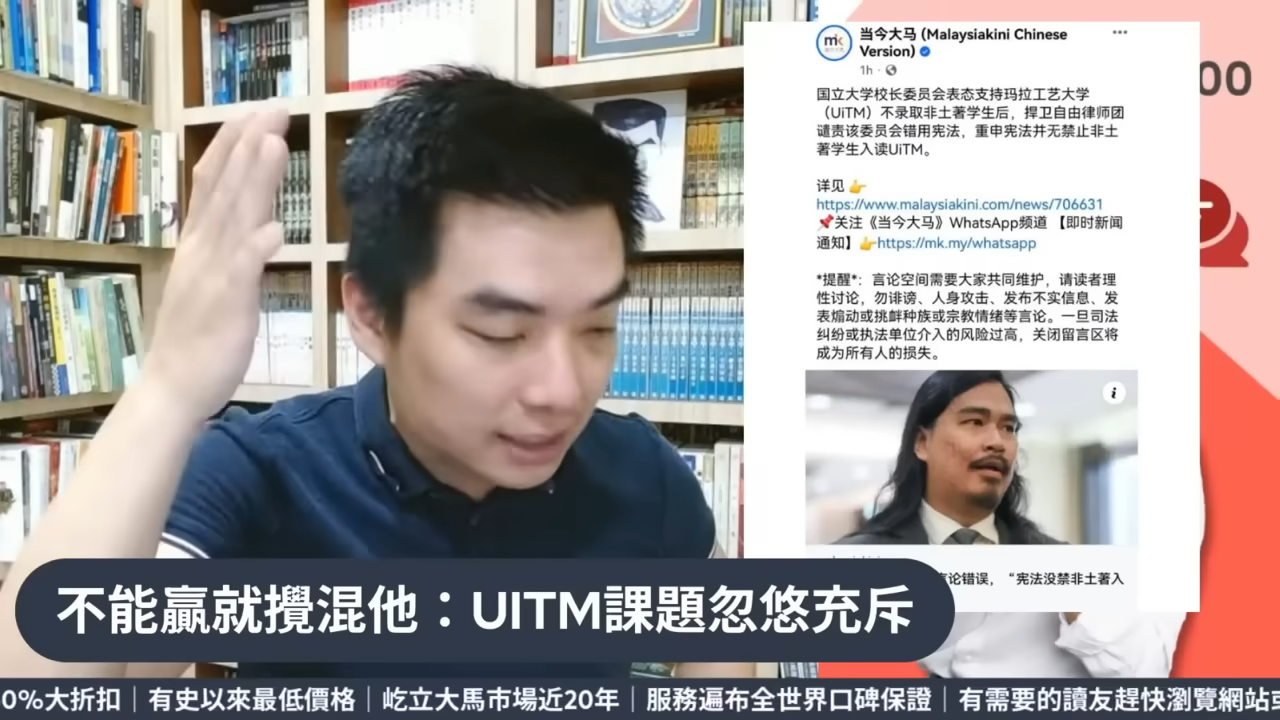 当今大马 (Malaysiakini Chinese
Version)
1h
国立大学校长委员会表态支持玛拉工艺大学
（UiTM）不录取非土著学生后，捍卫自由律师团
谴责该委员会错用宪法，重申宪法并无禁止非土
著学生入读UiTM。
详见 👉
https://www.malaysiakini.com/news/706631
📌关注《当今大马》WhatsApp频道 【即时新闻
通知】👉https://mk.my/whatsapp
*提醒*：言论空间需要大家共同维护，请读者理
性讨论，勿诽谤、人身攻击、发布不实信息、发
表煽动或挑衅种族或宗教情绪等言论。一旦司法
纠纷或执法单位介入的风险过高，关闭留言区将
成为所有人的损失。
言论错误，“宪法没禁非土著入
00
不能贏就攪混他：UITM課題忽悠充斥
0%大折扣｜有史以來最低價格｜屹立大馬市場近20年｜服務遍布全世界口碑保證｜有需要的讀友趕快瀏覽網站或